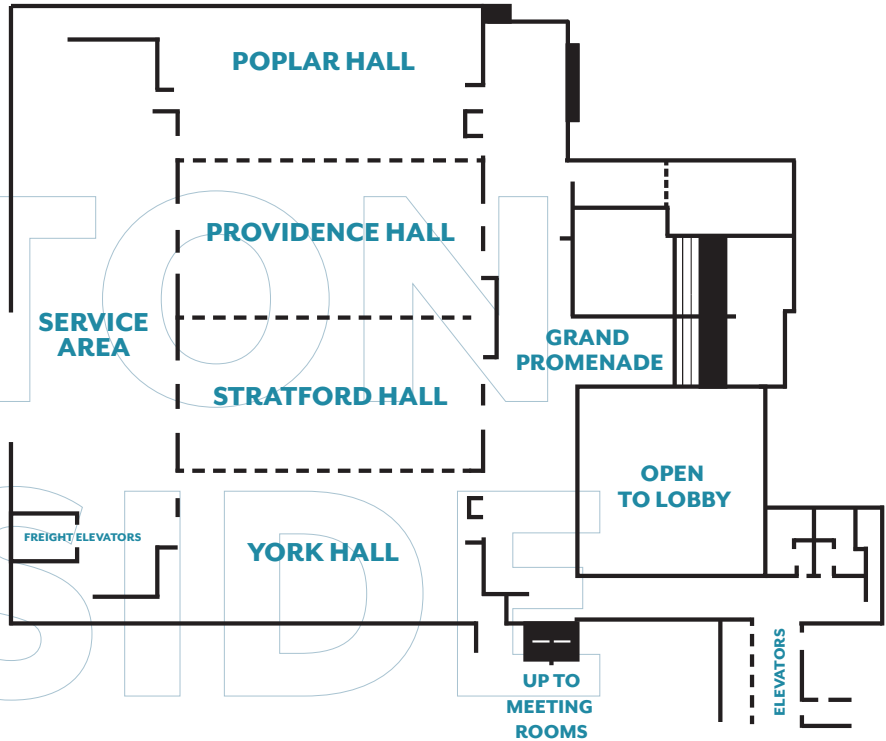 POPLAR HALL
PROVIDENCE HALL
SERVICE
AREA
GRAND
PROMENADE
STRATFORD HALL
OPEN
TO LOBBY
FREIGHT ELEVATORS
YORK HALL
ELEVATORS
UP TO
MEETING
ROOMS
TON
SIDE